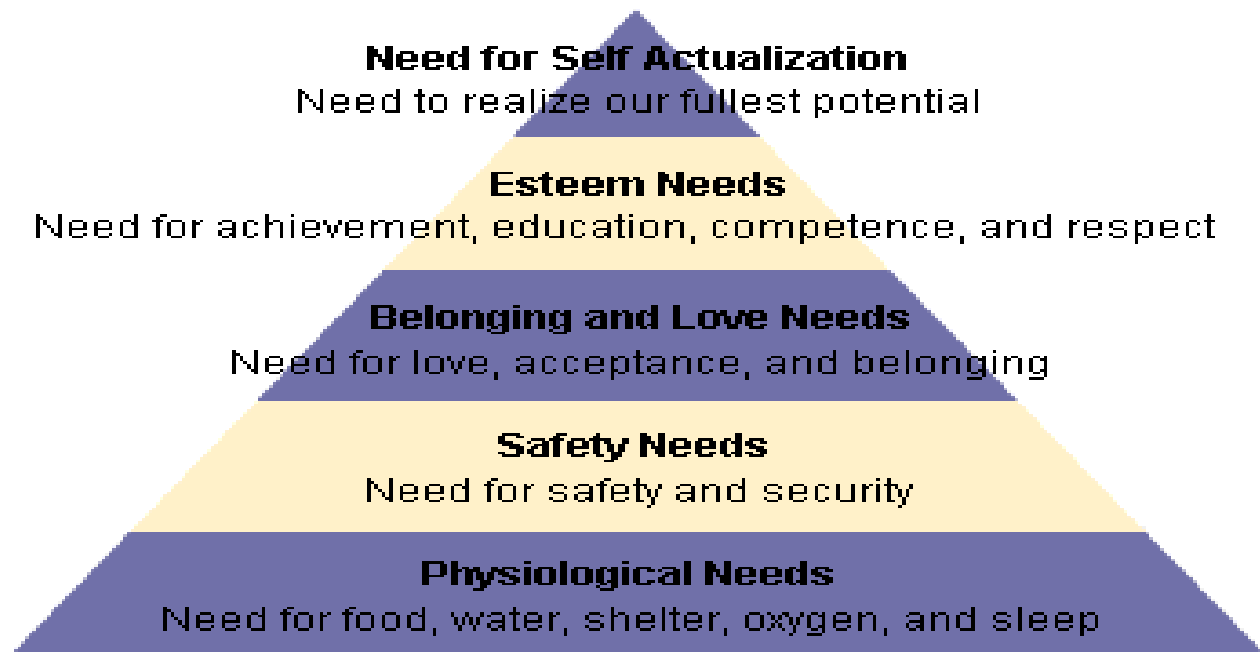 Need for Self Actualization
Need to realize our fullest potential
Esteem Needs
Need for achievement, education, competence, and respect
Belonging and Love Needs
Need for love, acceptance, and belonging
Safety Needs
Need for safety and security
Physiological Needs
Need for food, water, shelter, oxygen, and sleep